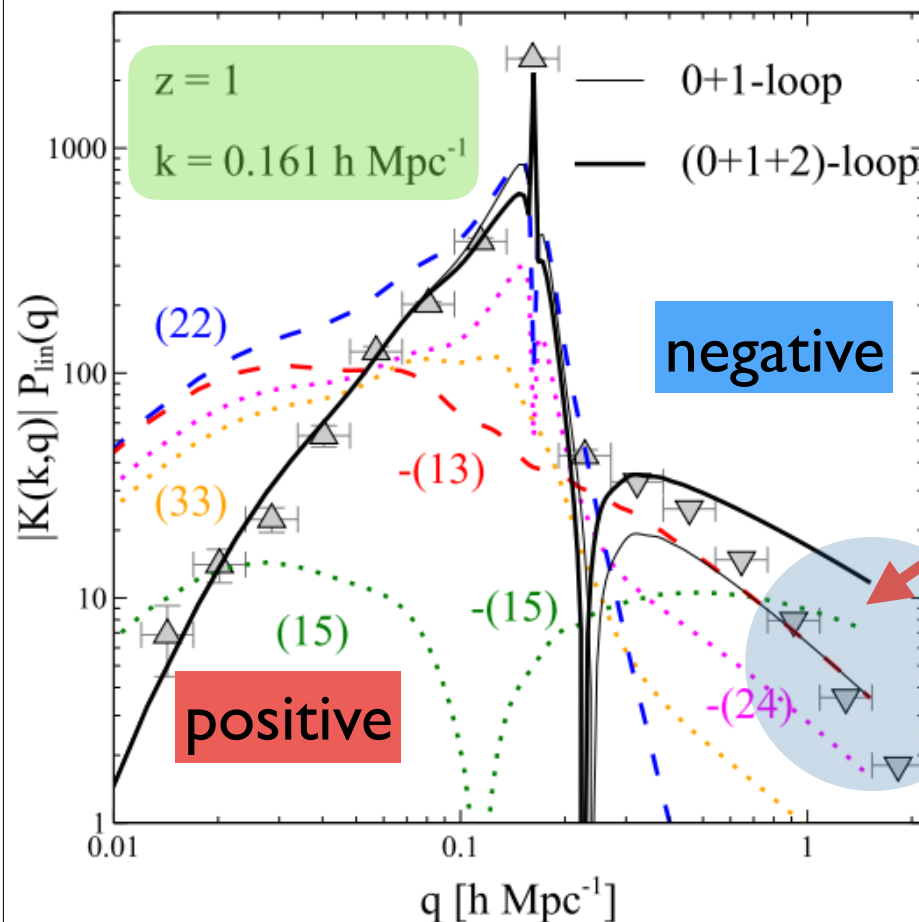 z = 1
k = 0.161 h Mpc⁻¹
0+1-loop
(0+1+2)-loop
1000
100
10
1
0.01
0.1
1
|K(k,q)| P_lin(q)
q [h Mpc⁻¹]
(22)
negative
-(13)
(33)
(15)
-(15)
-(24)
positive